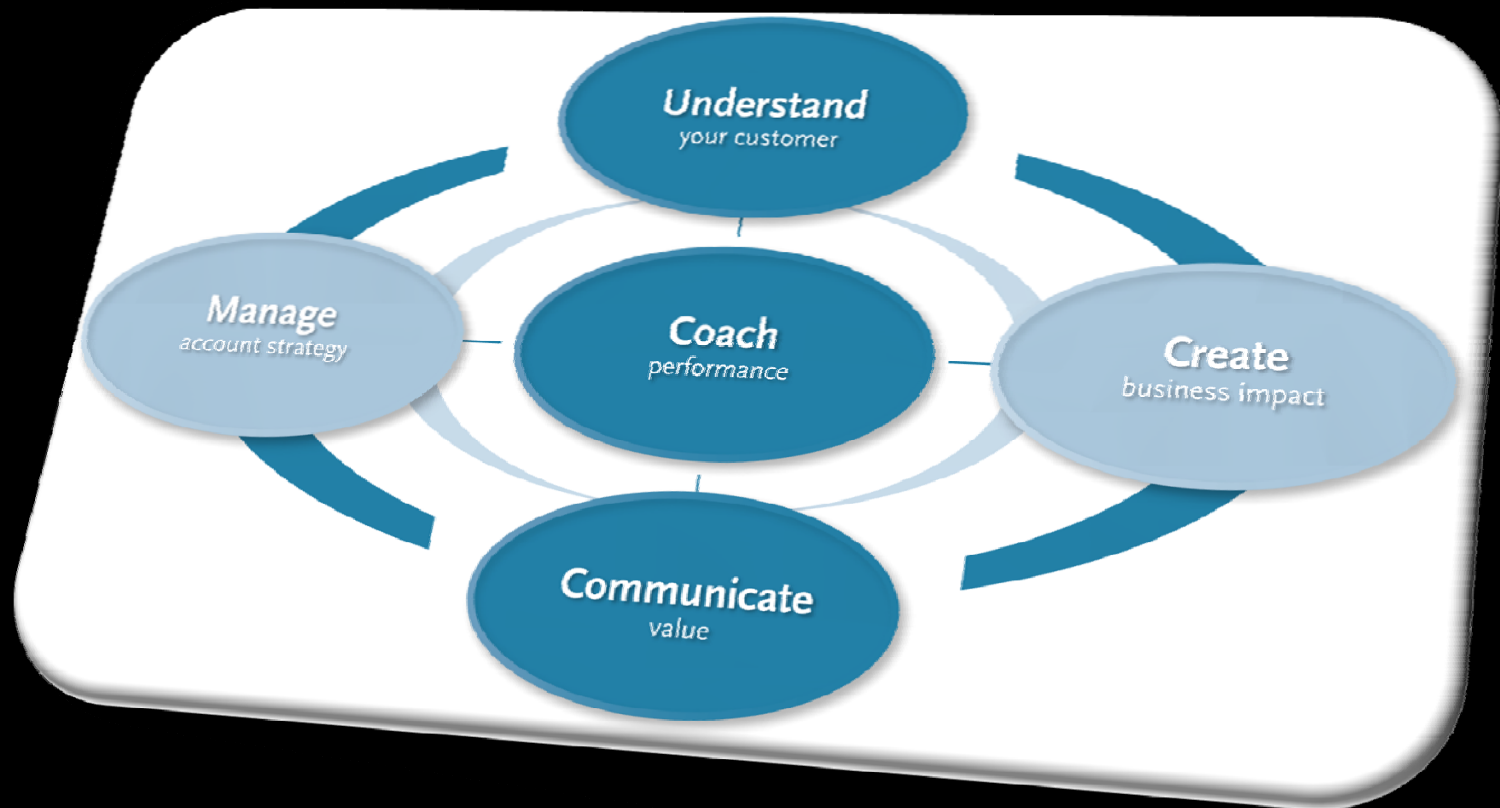 Understand
your customer
Manage
account strategy
Coach
performance
Create
business impact
Communicate
value